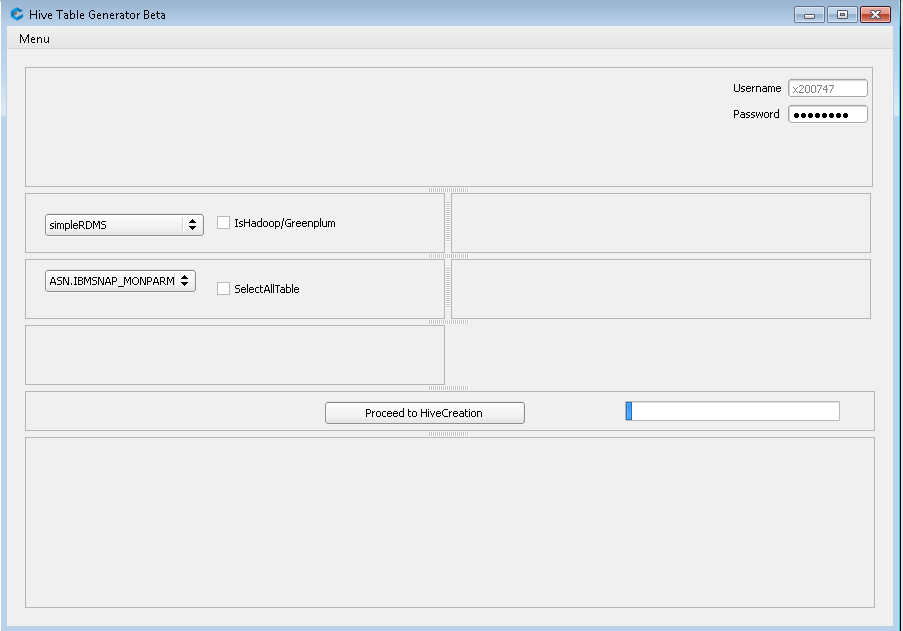 Hive Table Generator Beta
Menu
Username x200747
Password ●●●●●●●●
simpleRDMS IsHadoop/Greenplum
ASN.IBMSNAP_MONPARM SelectAllTable
Proceed to HiveCreation